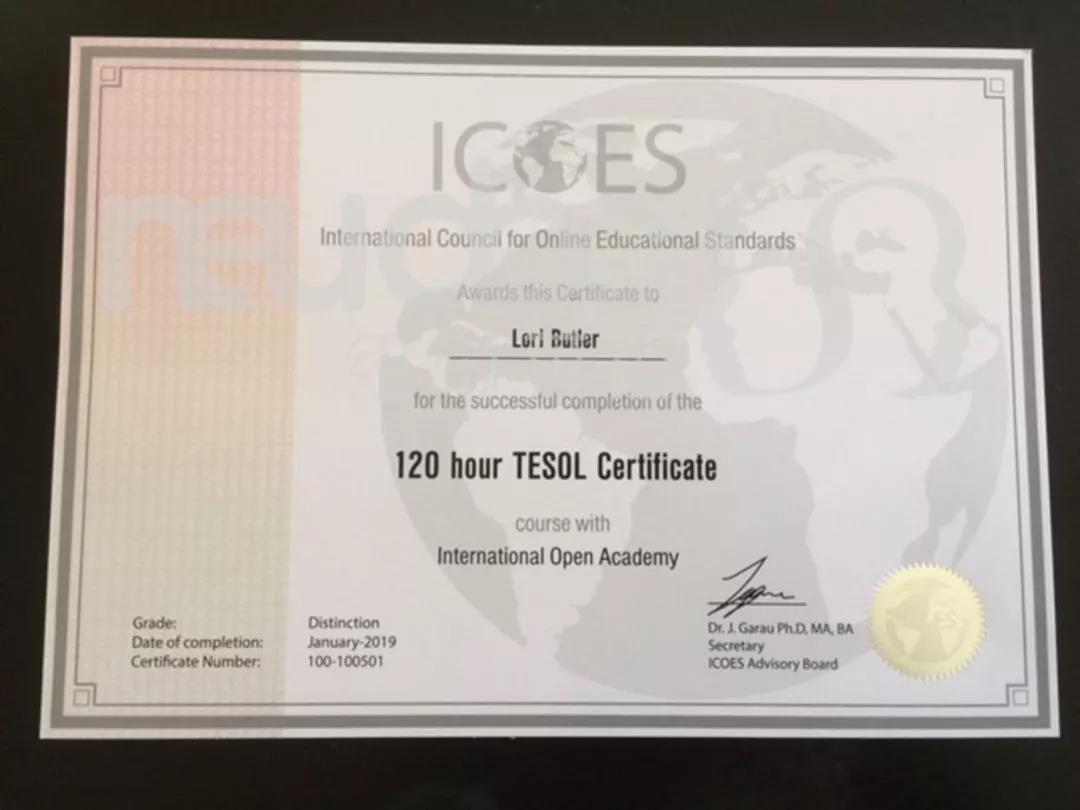 ICOES
International Council for Online Educational Standards
Awards this Certificate to
Lori Butler
for the successful completion of the
120 hour TESOL Certificate
course with
International Open Academy
Grade: Distinction
Date of completion: January-2019
Certificate Number: 100-100501
Dr. J. Garau Ph.D, MA, BA
Secretary
ICOES Advisory Board